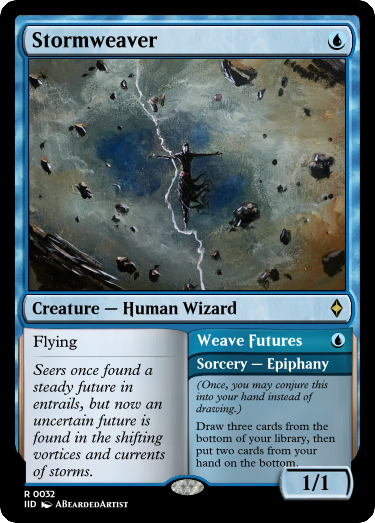 Stormweaver
Creature — Human Wizard
Flying
Seers once found a
steady future in
entrails, but now an
uncertain future is
found in the shifting
vortices and currents
of storms.
Weave Futures
Sorcery — Epiphany
(Once, you may conjure this
into your hand instead of
drawing.)
Draw three cards from the
bottom of your library, then
put two cards from your
hand on the bottom.
1/1
R 0032
IID ABeardedArtist